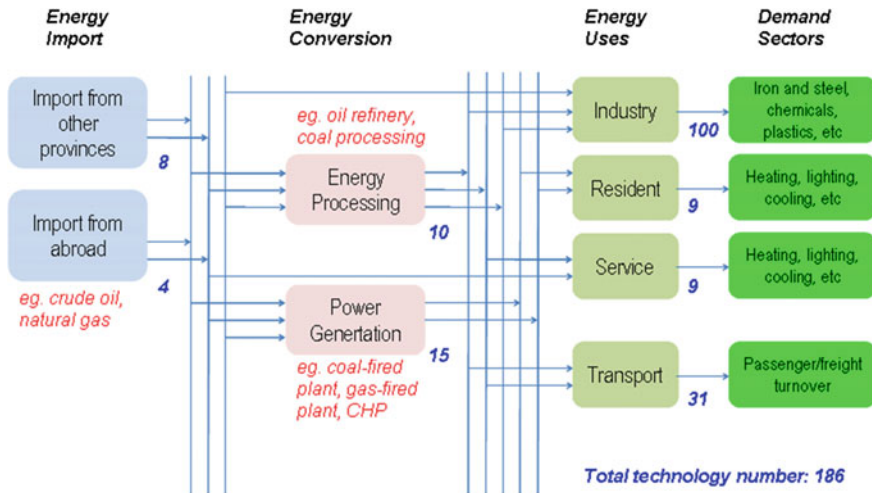 Energy Import
Energy Conversion
Energy Uses
Demand Sectors
Import from
other
provinces
8
Import from
abroad
4
eg. crude oil,
natural gas
eg. oil refinery,
coal processing
Energy
Processing
10
Power
Genertation
15
eg. coal-fired
plant, gas-fired
plant, CHP
Industry
100
Resident
9
Service
9
Transport
31
Iron and steel,
chemicals,
plastics, etc
Heating, lighting,
cooling, etc
Heating, lighting,
cooling, etc
Passenger/freight
turnover
Total technology number: 186